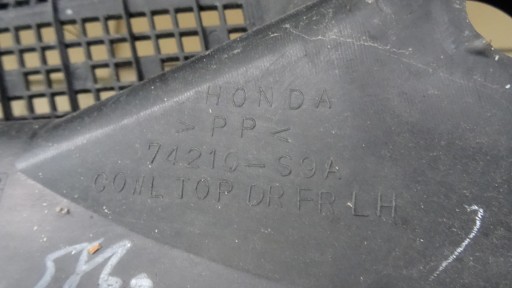 HONDA
>PP<
74210-S9A
COWL TOP DR FR LH